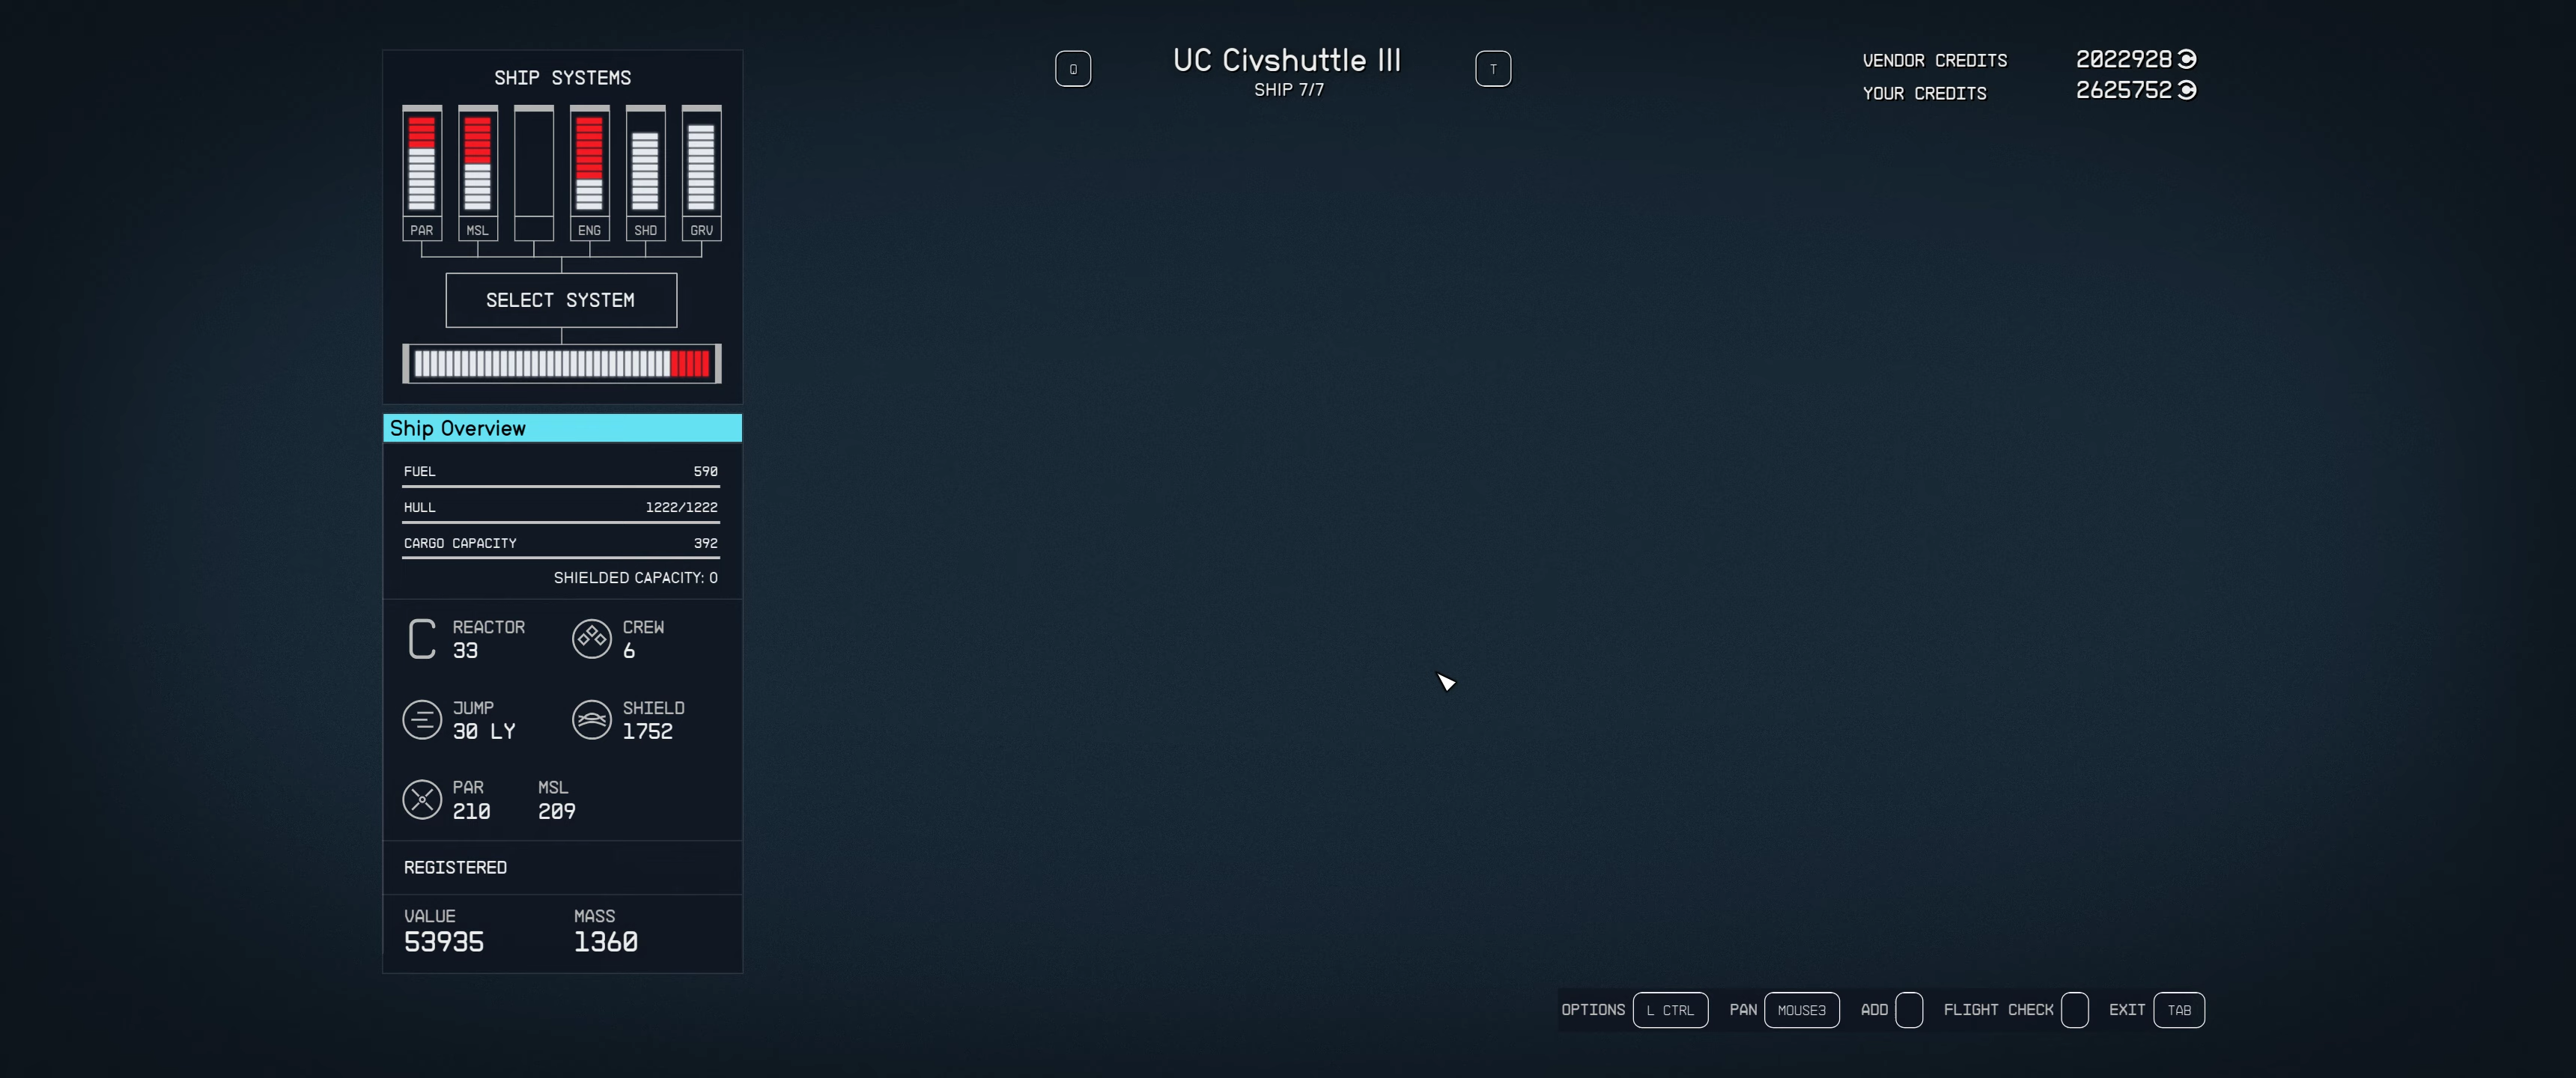 SHIP SYSTEMS
PAR MSL ENG SHD GRV
SELECT SYSTEM
Ship Overview
FUEL 590
HULL 1222/1222
CARGO CAPACITY 392
SHIELDED CAPACITY: 0
C REACTOR 33
CREW 6
JUMP 30 LY
SHIELD 1752
PAR 210
MSL 209
REGISTERED
VALUE 53935
MASS 1360
Q UC Civshuttle III T
SHIP 7/7
VENDOR CREDITS 2022928
YOUR CREDITS 2625752
OPTIONS L CTRL PAN MOUSE3 ADD FLIGHT CHECK EXIT TAB